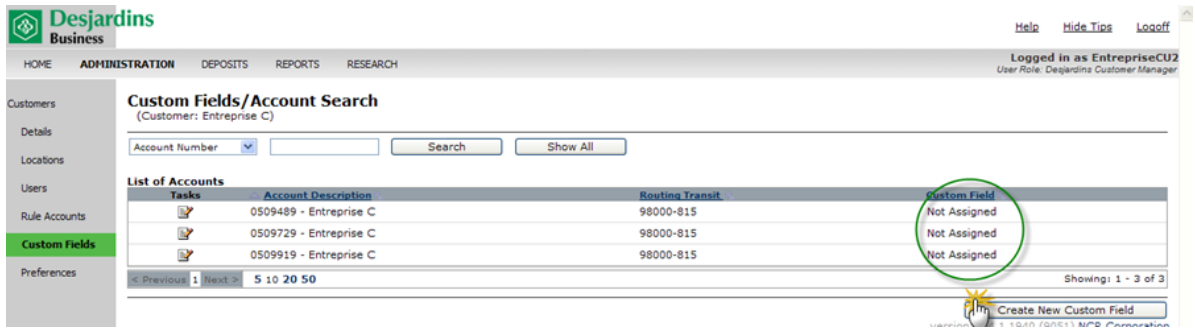 Desjardins
Business
Help Hide Tips Logoff
HOME ADMINISTRATION DEPOSITS REPORTS RESEARCH
Logged in as EntrepriseCU2
User Role: Desjardins Customer Manager
Customers
Details
Locations
Users
Rule Accounts
Custom Fields
Preferences
Custom Fields/Account Search
(Customer: Entreprise C)
Account Number Search Show All
List of Accounts
Tasks Account Description Routing Transit Custom Field
0509489 - Entreprise C 98000-815 Not Assigned
0509729 - Entreprise C 98000-815 Not Assigned
0509919 - Entreprise C 98000-815 Not Assigned
< Previous 1 Next > 5 10 20 50 Showing: 1 - 3 of 3
Create New Custom Field
version 1.1940 (9051) NCR Corporation